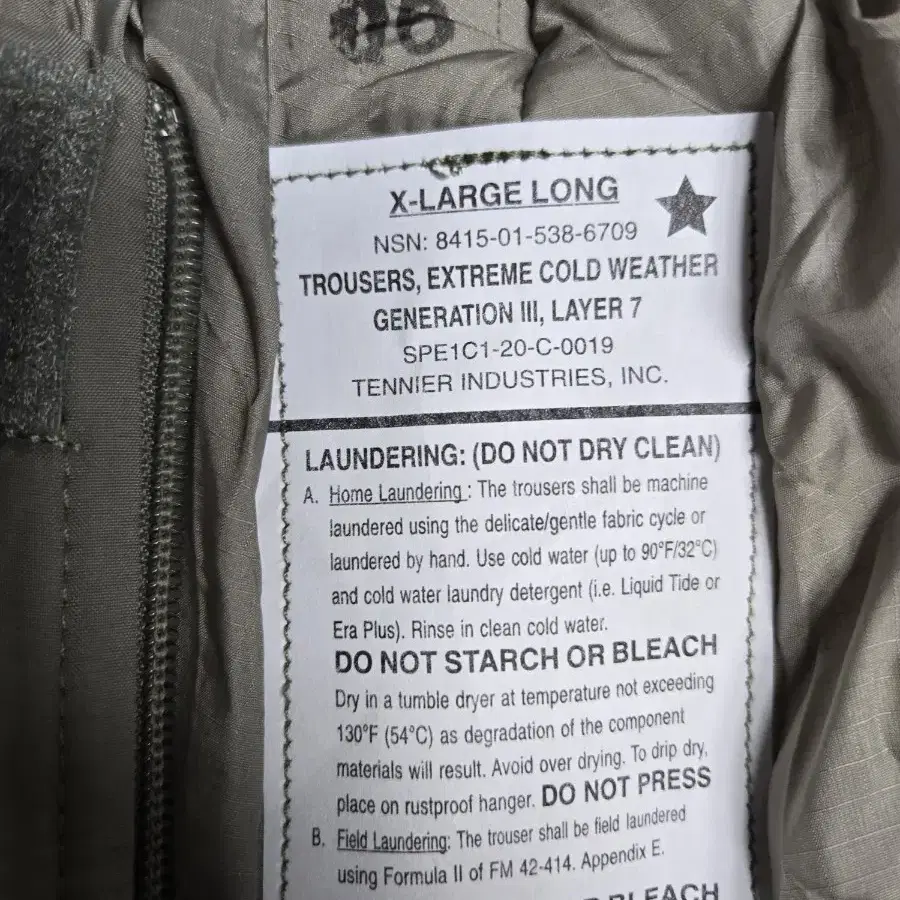 06
X-LARGE LONG
NSN: 8415-01-538-6709
TROUSERS, EXTREME COLD WEATHER
GENERATION III, LAYER 7
SPE1C1-20-C-0019
TENNIER INDUSTRIES, INC.
LAUNDERING: (DO NOT DRY CLEAN)
A. Home Laundering : The trousers shall be machine
laundered using the delicate/gentle fabric cycle or
laundered by hand. Use cold water (up to 90°F/32°C)
and cold water laundry detergent (i.e. Liquid Tide or
Era Plus). Rinse in clean cold water.
DO NOT STARCH OR BLEACH
Dry in a tumble dryer at temperature not exceeding
130°F (54°C) as degradation of the component
materials will result. Avoid over drying. To drip dry,
place on rustproof hanger. DO NOT PRESS
B. Field Laundering: The trouser shall be field laundered
using Formula II of FM 42-414. Appendix E.
BLEACH